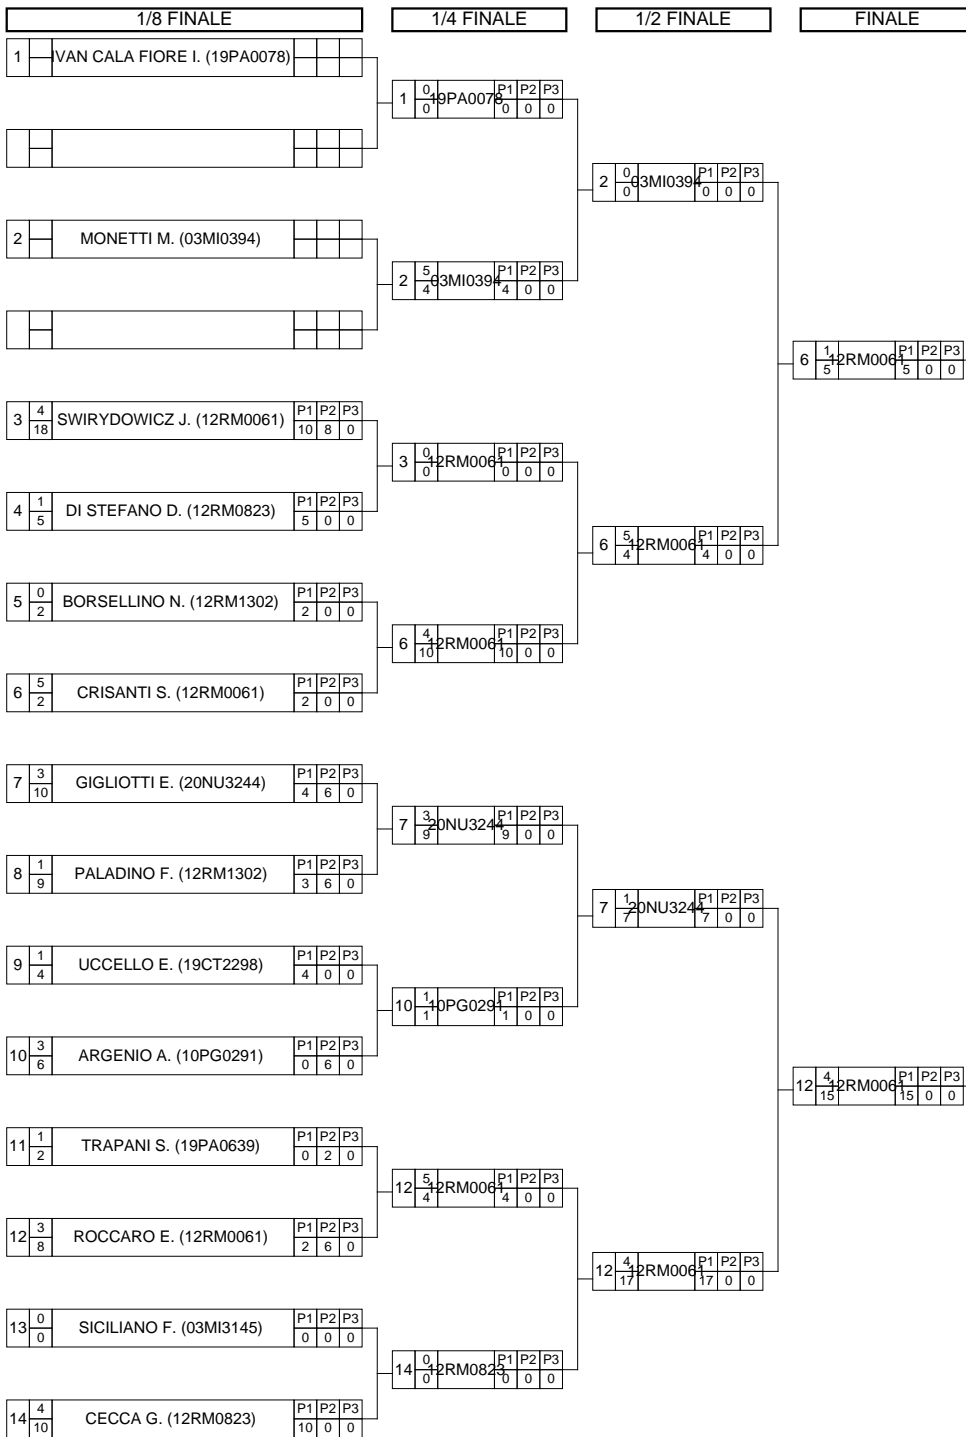 1/8 FINALE 1/4 FINALE 1/2 FINALE FINALE
1 IVAN CALA FIORE I. (19PA0078)
1 0 0 19PA0078 P1 P2 P3 0 0 0
2 0 0 03MI0394 P1 P2 P3 0 0 0
2 MONETTI M. (03MI0394)
2 5 4 03MI0394 P1 P2 P3 4 0 0
6 1 5 12RM0061 P1 P2 P3 5 0 0
3 4 18 SWIRYDOWICZ J. (12RM0061) P1 P2 P3 10 8 0
3 0 0 12RM0061 P1 P2 P3 0 0 0
4 1 5 DI STEFANO D. (12RM0823) P1 P2 P3 5 0 0
6 5 4 12RM0061 P1 P2 P3 4 0 0
5 0 2 BORSELLINO N. (12RM1302) P1 P2 P3 2 0 0
6 4 10 12RM0061 P1 P2 P3 10 0 0
6 5 2 CRISANTI S. (12RM0061) P1 P2 P3 2 0 0
7 3 10 GIGLIOTTI E. (20NU3244) P1 P2 P3 4 6 0
7 3 9 20NU3244 P1 P2 P3 9 0 0
8 1 9 PALADINO F. (12RM1302) P1 P2 P3 3 6 0
7 1 7 20NU3244 P1 P2 P3 7 0 0
9 1 4 UCCELLO E. (19CT2298) P1 P2 P3 4 0 0
10 1 1 10PG0291 P1 P2 P3 1 0 0
10 3 6 ARGENIO A. (10PG0291) P1 P2 P3 0 6 0
12 4 15 12RM0061 P1 P2 P3 15 0 0
11 1 2 TRAPANI S. (19PA0639) P1 P2 P3 0 2 0
12 5 4 12RM0061 P1 P2 P3 4 0 0
12 3 8 ROCCARO E. (12RM0061) P1 P2 P3 2 6 0
12 4 17 12RM0061 P1 P2 P3 17 0 0
13 0 0 SICILIANO F. (03MI3145) P1 P2 P3 0 0 0
14 0 0 12RM0823 P1 P2 P3 0 0 0
14 4 10 CECCA G. (12RM0823) P1 P2 P3 10 0 0